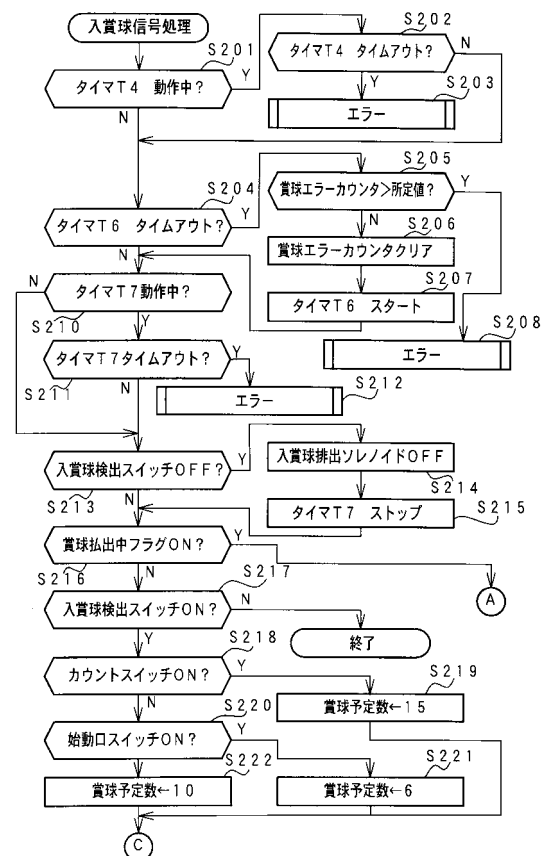 入賞球信号処理
S201
タイマT4 動作中?
Y
N
S202
タイマT4 タイムアウト?
N
Y
S203
エラー
S204
タイマT6 タイムアウト?
Y
N
S205
賞球エラーカウンタ>所定値?
Y
N
S206
賞球エラーカウンタクリア
S207
タイマT6 スタート
S208
エラー
N
タイマT7動作中?
S210
Y
タイマT7タイムアウト?
Y
S211
N
S212
エラー
入賞球検出スイッチOFF?
Y
S213
N
入賞球排出ソレノイドOFF
S214
タイマT7 ストップ
S215
賞球払出中フラグON?
Y
S216
N
A
S217
入賞球検出スイッチON?
N
Y
終了
S218
カウントスイッチON?
Y
N
S219
賞球予定数←15
S220
始動口スイッチON?
Y
N
S221
賞球予定数←6
S222
賞球予定数←10
C